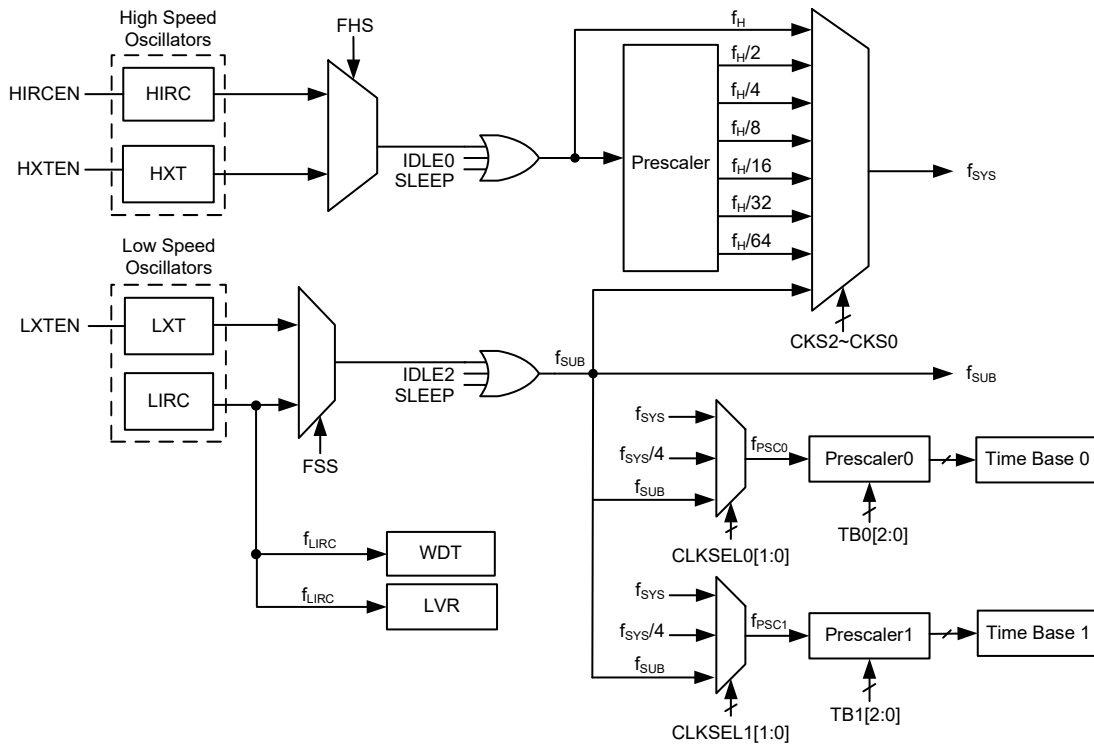 High Speed
Oscillators
FHS
HIRCEN
HIRC
HXTEN
HXT
IDLE0
SLEEP
fH
Prescaler
fH/2
fH/4
fH/8
fH/16
fH/32
fH/64
fSYS
CKS2~CKS0
Low Speed
Oscillators
LXTEN
LXT
LIRC
FSS
IDLE2
SLEEP
fSUB
fSUB
fSYS
fSYS/4
fSUB
fPSC0
CLKSEL0[1:0]
Prescaler0
TB0[2:0]
Time Base 0
fLIRC
WDT
fLIRC
LVR
fSYS
fSYS/4
fSUB
fPSC1
CLKSEL1[1:0]
Prescaler1
TB1[2:0]
Time Base 1